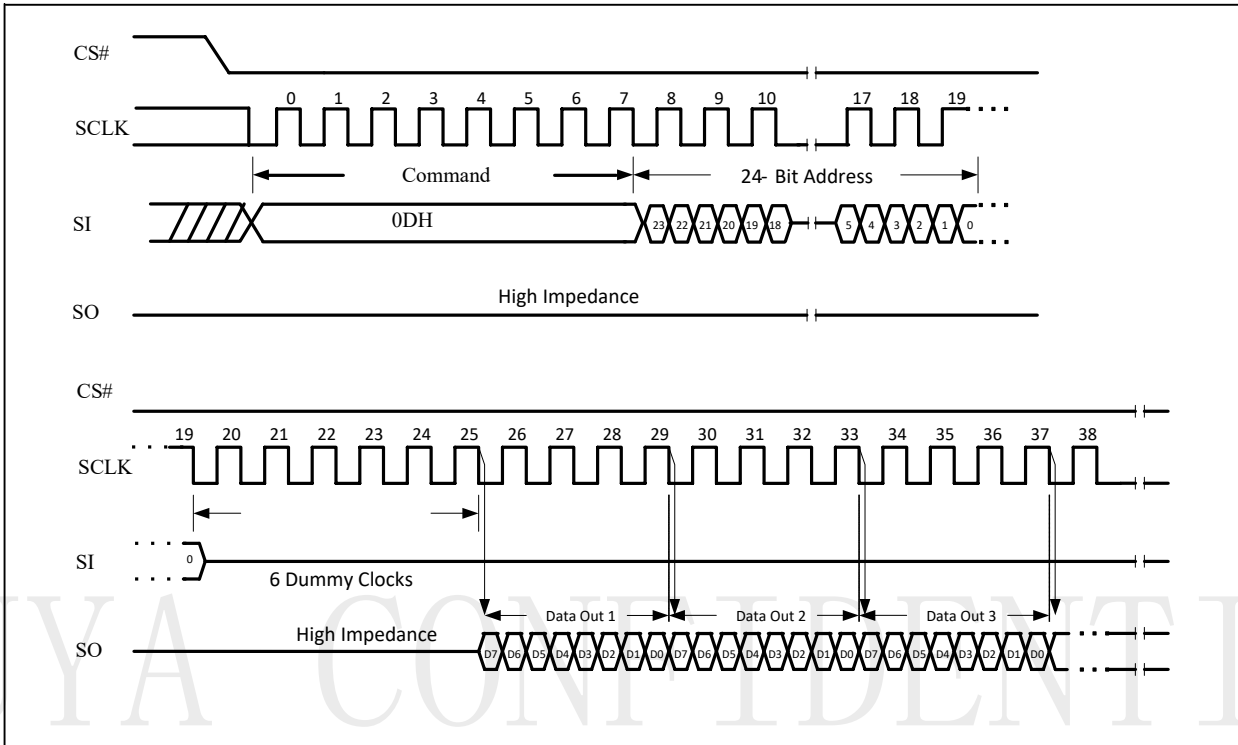 CS#
0 1 2 3 4 5 6 7 8 9 10 17 18 19
SCLK
Command 24- Bit Address
SI 0DH 23 22 21 20 19 18 5 4 3 2 1 0
High Impedance
SO
CS#
19 20 21 22 23 24 25 26 27 28 29 30 31 32 33 34 35 36 37 38
SCLK
SI 0
6 Dummy Clocks
Data Out 1 Data Out 2 Data Out 3
High Impedance
SO D7 D6 D5 D4 D3 D2 D1 D0 D7 D6 D5 D4 D3 D2 D1 D0 D7 D6 D5 D4 D3 D2 D1 D0
UYA CONFIDENTI